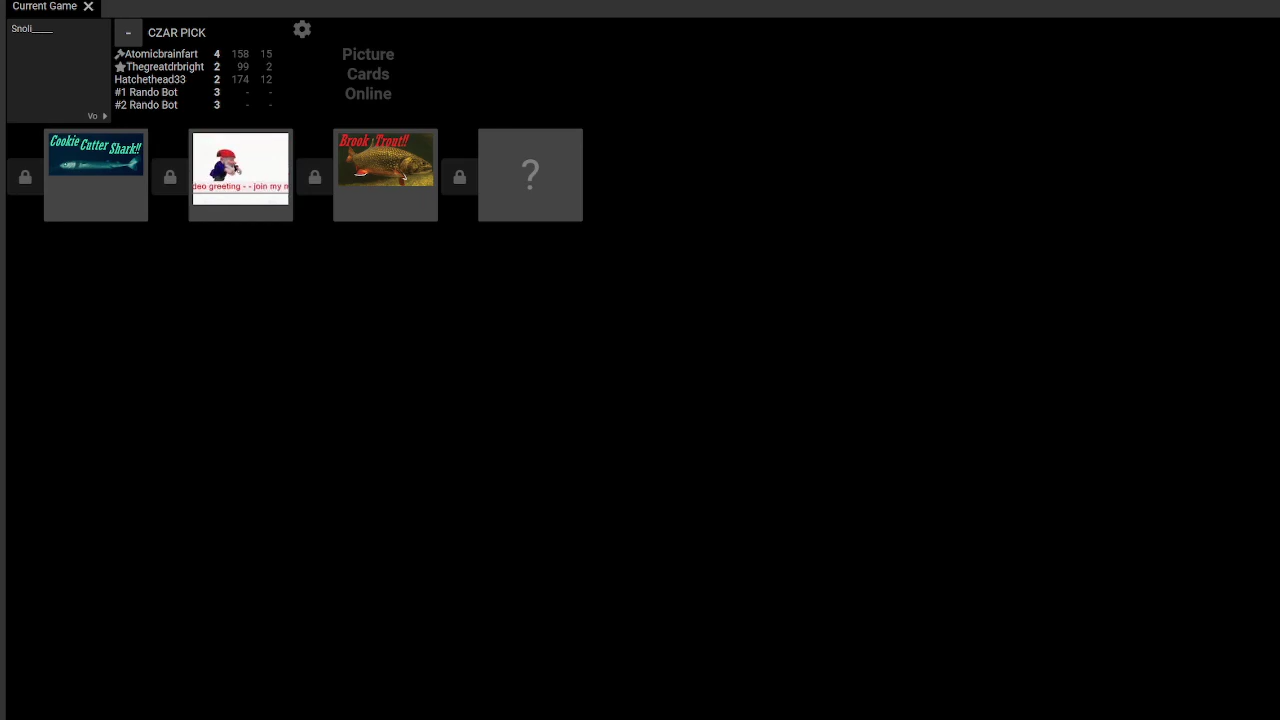 Current Game
Snoli____
Vo
- CZAR PICK
Atomicbrainfart 4 158 15
Thegreatdrbright 2 99 2
Hatchethead33 2 174 12
#1 Rando Bot 3 - -
#2 Rando Bot 3 - -
Picture
Cards
Online
Cookie Cutter Shark!!
deo greeting - - join my
Brook Trout!!
?